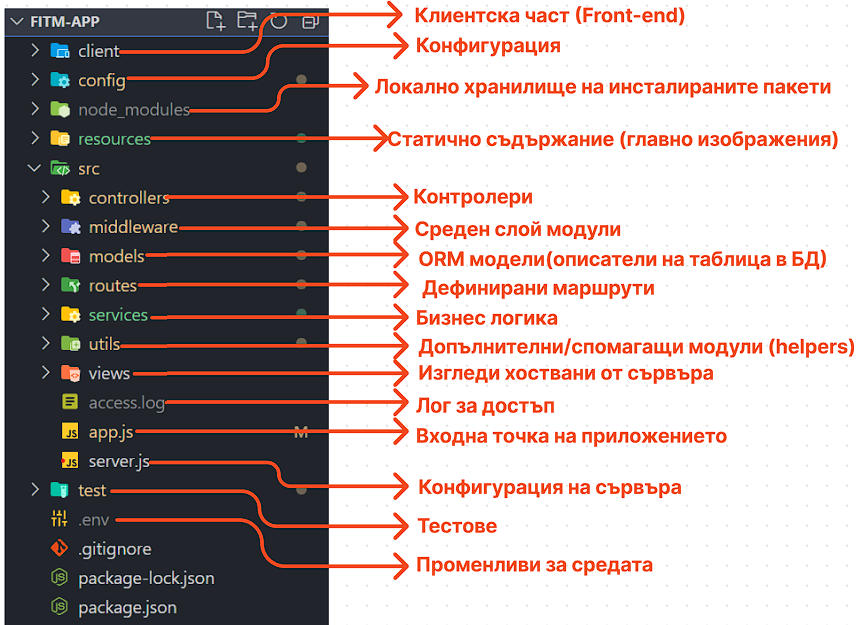 FITM-APP
client
Клиентска част (Front-end)
config
Конфигурация
node_modules
Локално хранилище на инсталираните пакети
resources
Статично съдържание (главно изображения)
src
controllers
Контролери
middleware
Среден слой модули
models
ORM модели(описатели на таблица в БД)
routes
Дефинирани маршрути
services
Бизнес логика
utils
Допълнителни/спомагащи модули (helpers)
views
Изгледи хоствани от сървъра
access.log
Лог за достъп
JS app.js M
Входна точка на приложението
JS server.js
Конфигурация на сървъра
test
Тестове
.env
Променливи за средата
.gitignore
package-lock.json
package.json